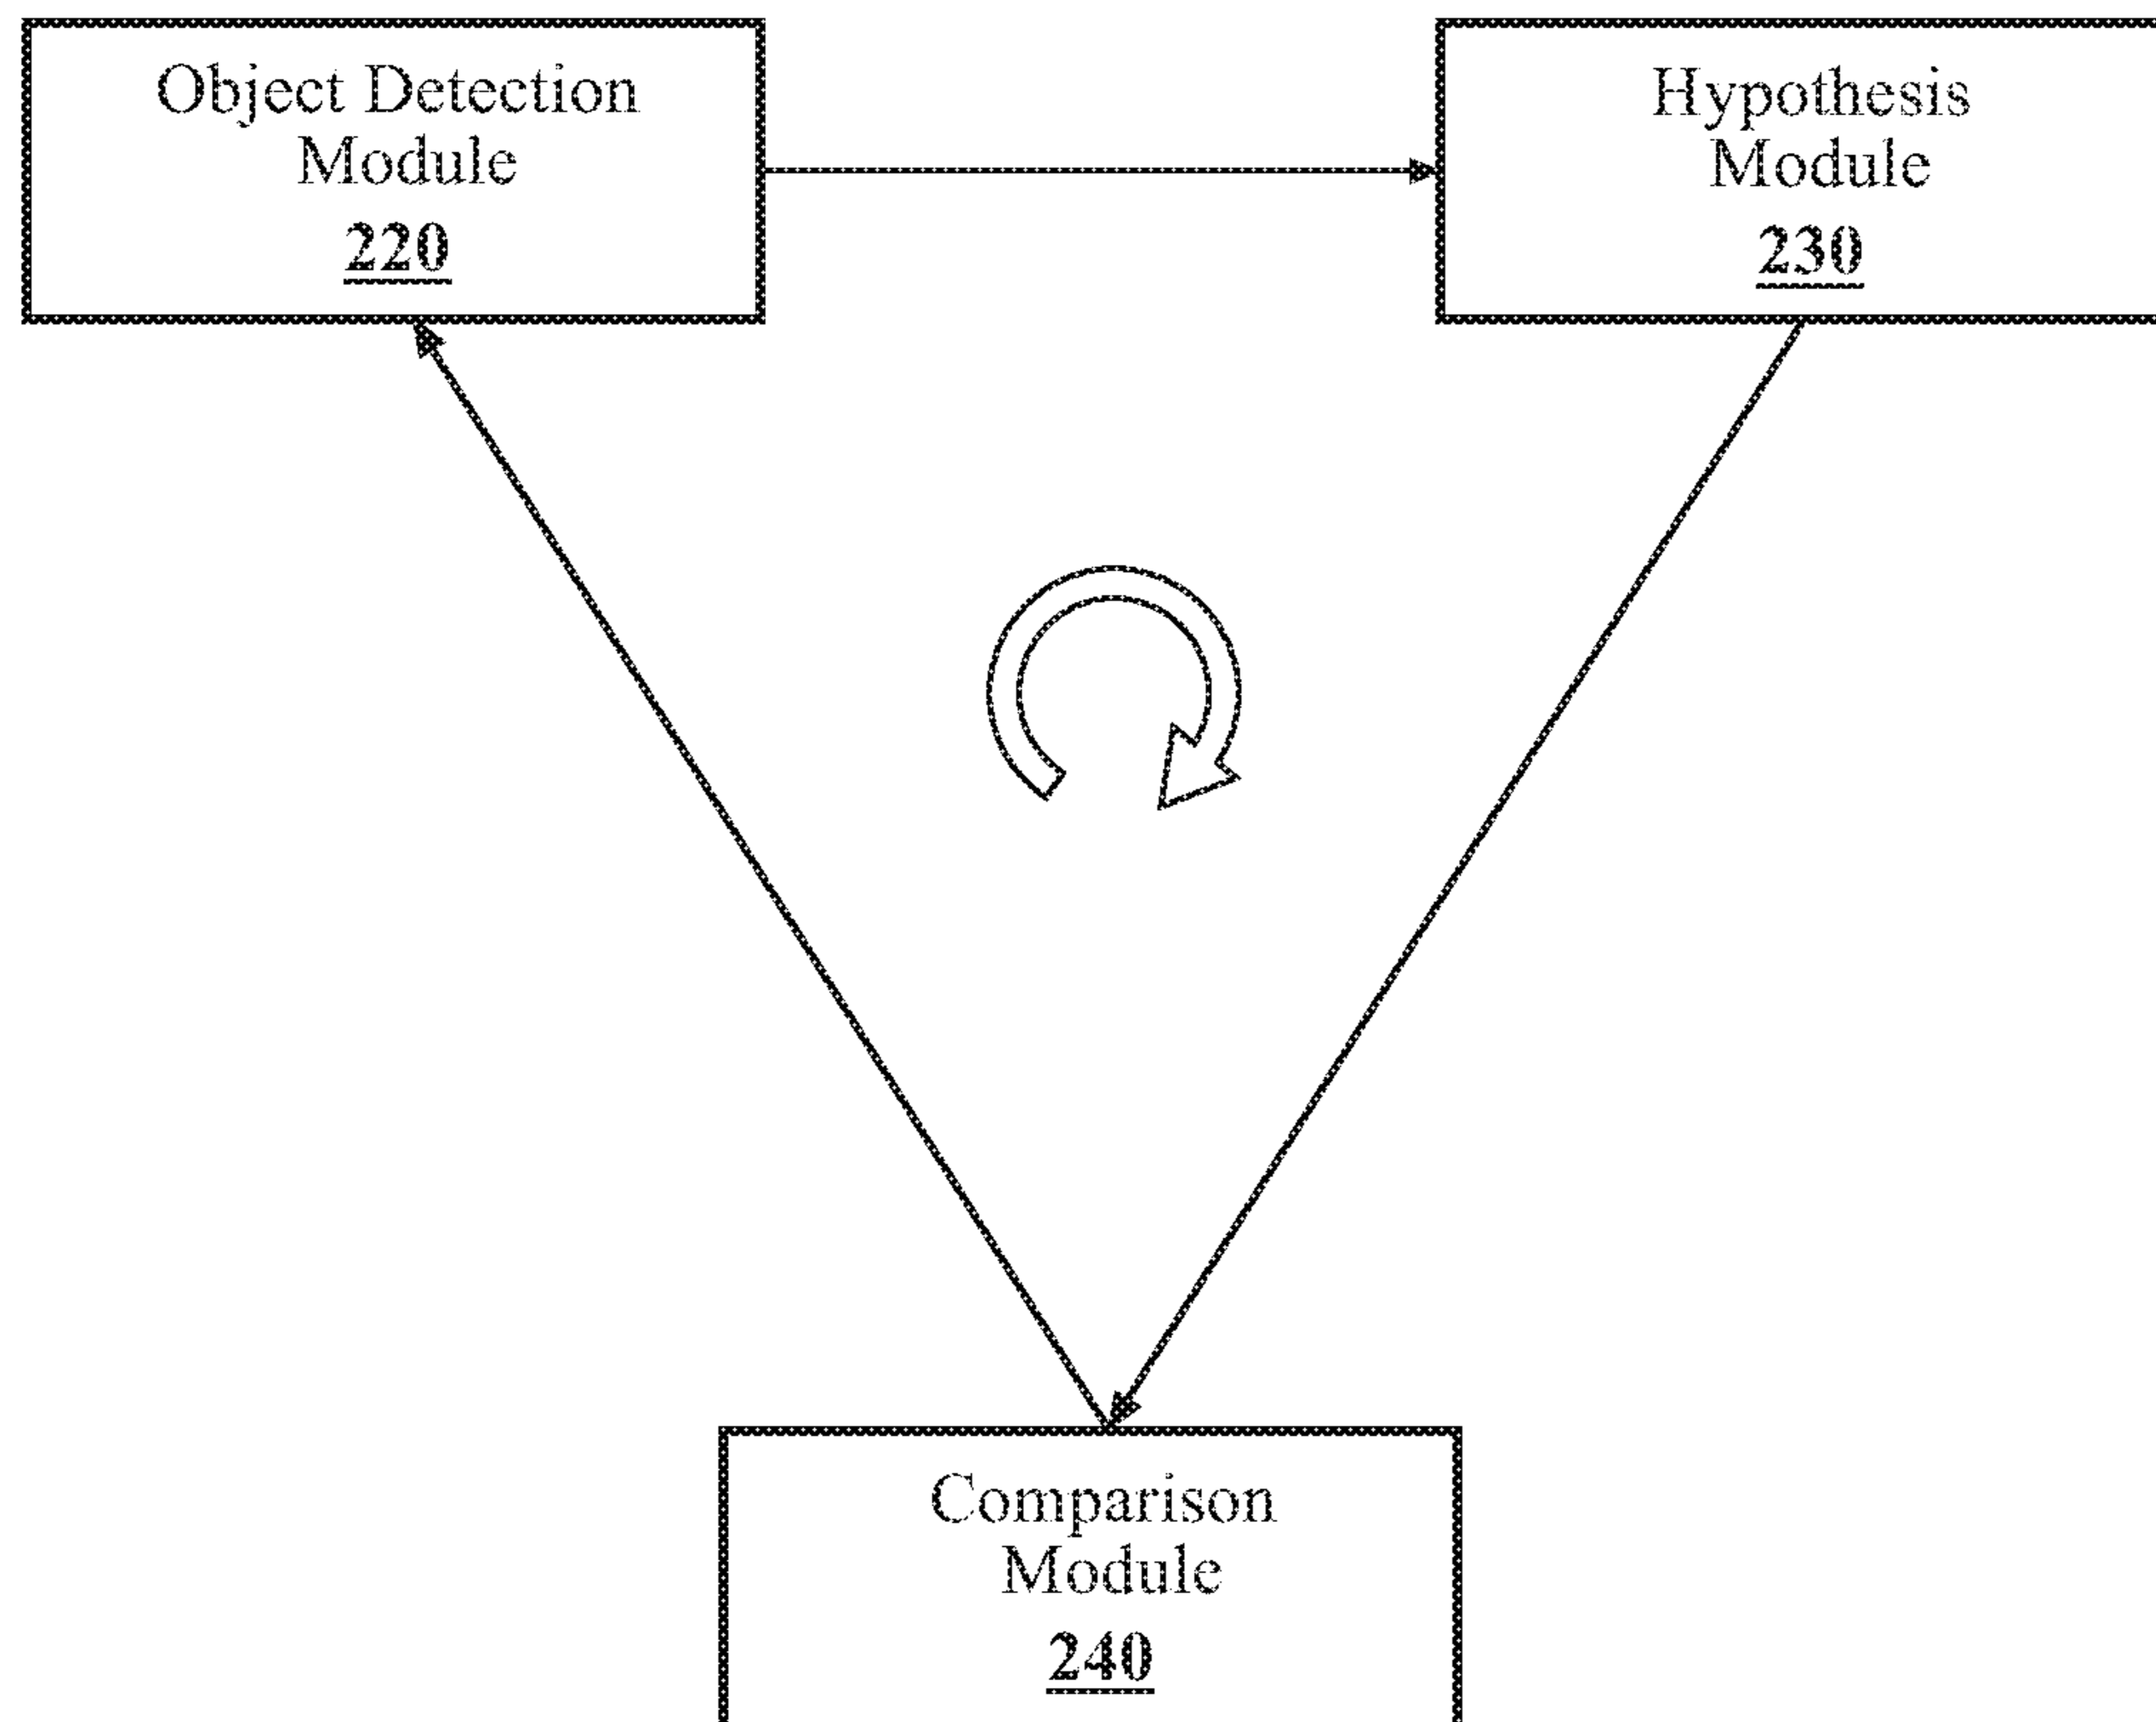 Object Detection
Module
220
Hypothesis
Module
230
Comparison
Module
240